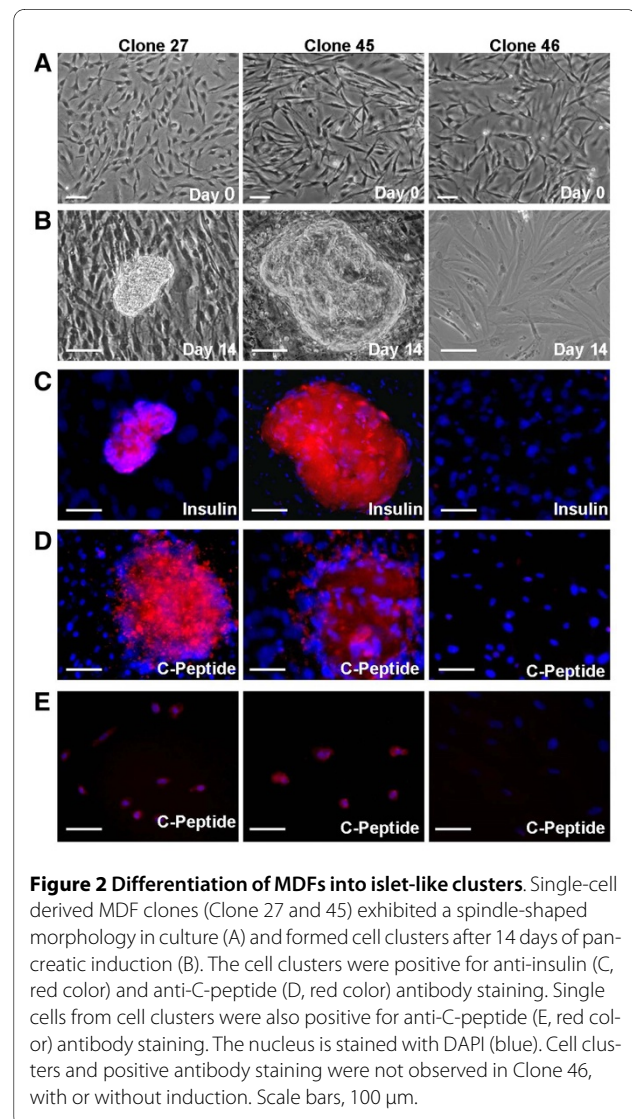 Clone 27 Clone 45 Clone 46
A
Day 0 Day 0 Day 0
B
Day 14 Day 14 Day 14
C
Insulin Insulin Insulin
D
C-Peptide C-Peptide C-Peptide
E
C-Peptide C-Peptide C-Peptide
Figure 2 Differentiation of MDFs into islet-like clusters. Single-cell
derived MDF clones (Clone 27 and 45) exhibited a spindle-shaped
morphology in culture (A) and formed cell clusters after 14 days of pan-
creatic induction (B). The cell clusters were positive for anti-insulin (C,
red color) and anti-C-peptide (D, red color) antibody staining. Single
cells from cell clusters were also positive for anti-C-peptide (E, red col-
or) antibody staining. The nucleus is stained with DAPI (blue). Cell clus-
ters and positive antibody staining were not observed in Clone 46,
with or without induction. Scale bars, 100 μm.